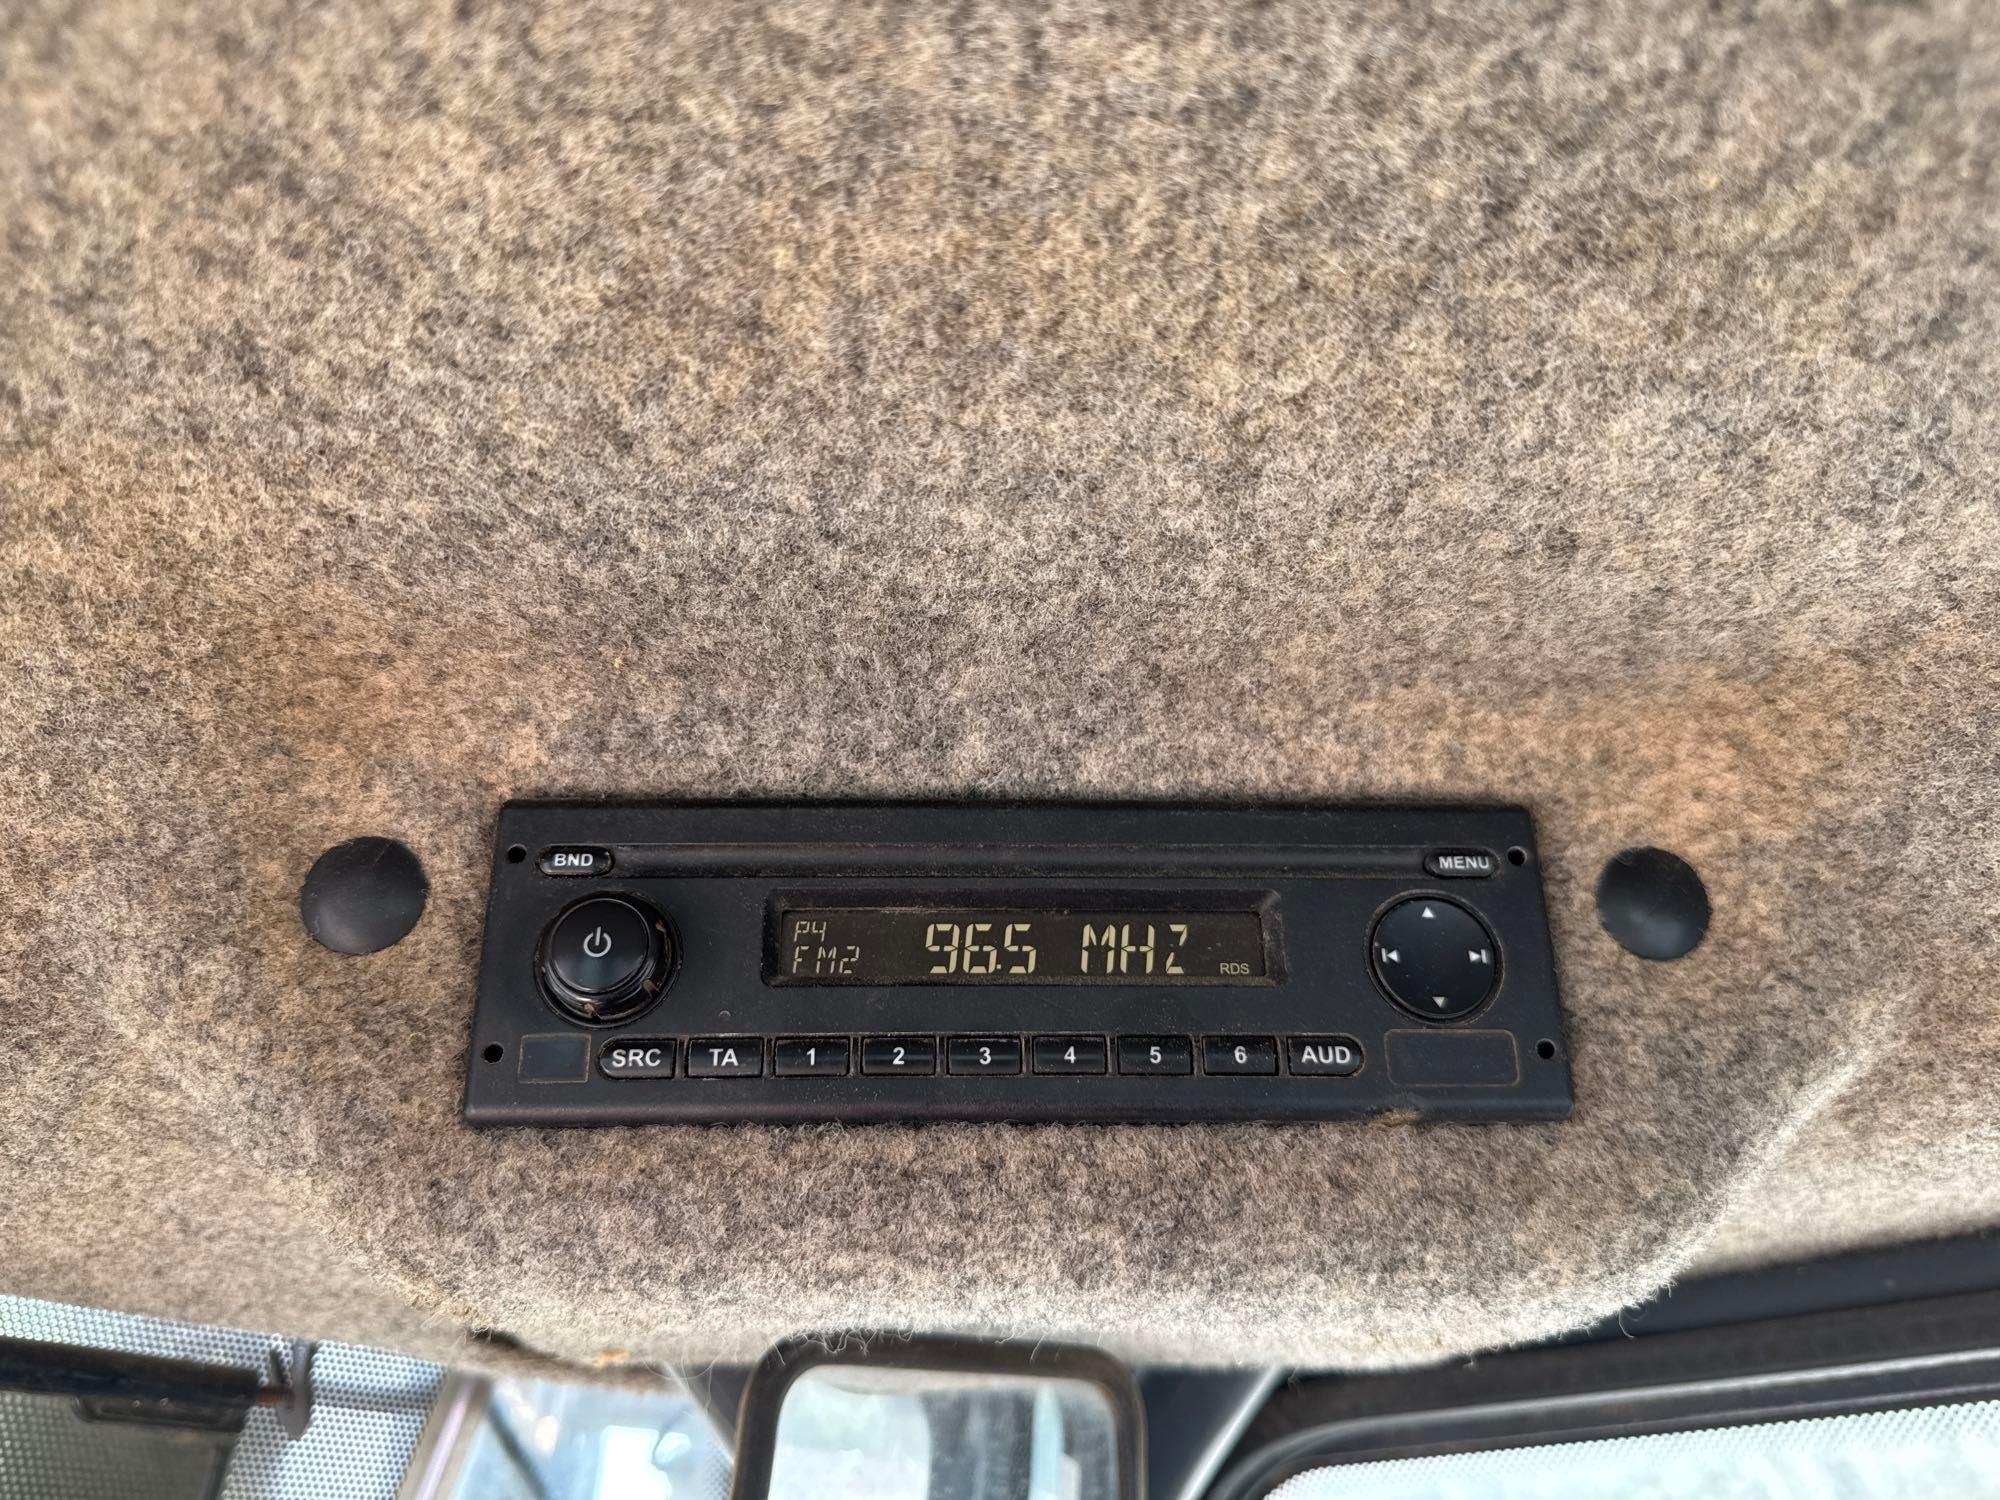 BND
MENU
P4
FM2
96.5 MHZ
RDS
SRC TA 1 2 3 4 5 6 AUD